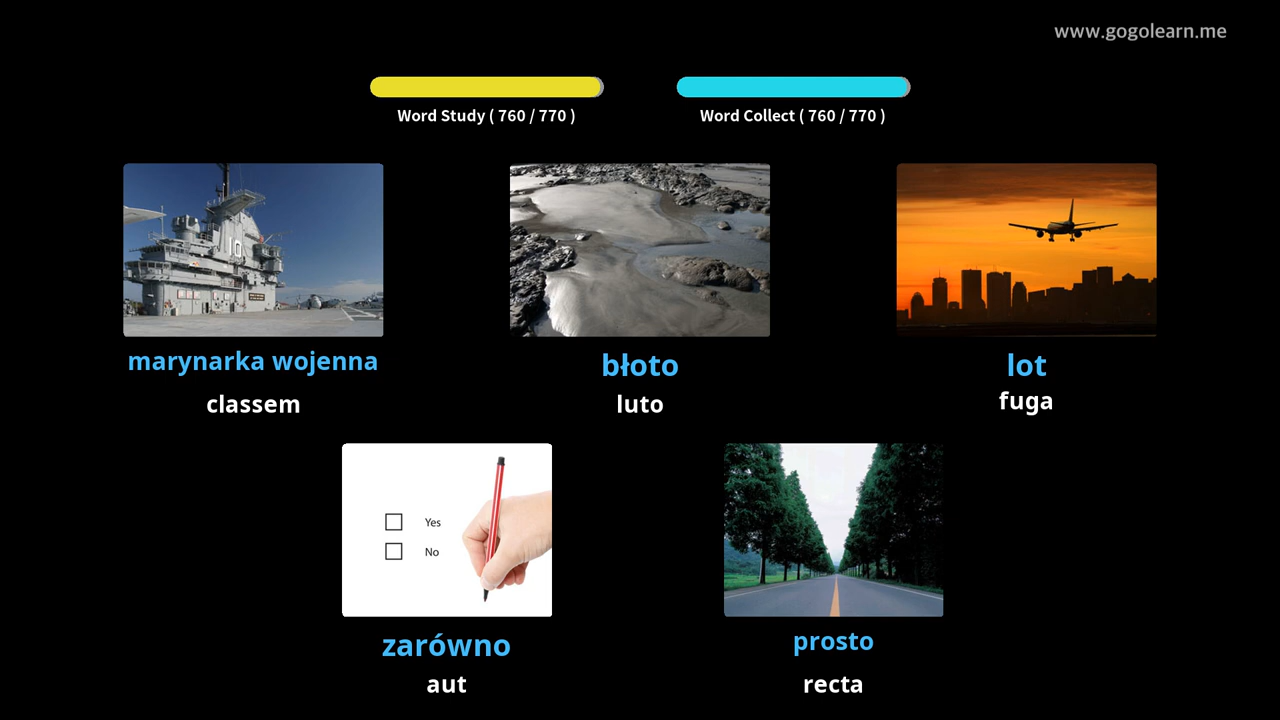 www.gogolearn.me
Word Study ( 760 / 770 )
Word Collect ( 760 / 770 )
10
marynarka wojenna
classem
błoto
luto
lot
fuga
Yes
No
zarówno
aut
prosto
recta